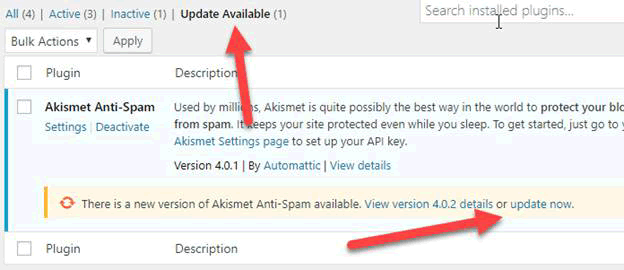 All (4) | Active (3) | Inactive (1) | Update Available (1)
Search installed plugins...
Bulk Actions Apply
Plugin Description
Akismet Anti-Spam Used by millions, Akismet is quite possibly the best way in the world to protect your blo
Settings | Deactivate from spam. It keeps your site protected even while you sleep. To get started, just go to y
Akismet Settings page to set up your API key.
Version 4.0.1 | By Automattic | View details
There is a new version of Akismet Anti-Spam available. View version 4.0.2 details or update now.
Plugin Description